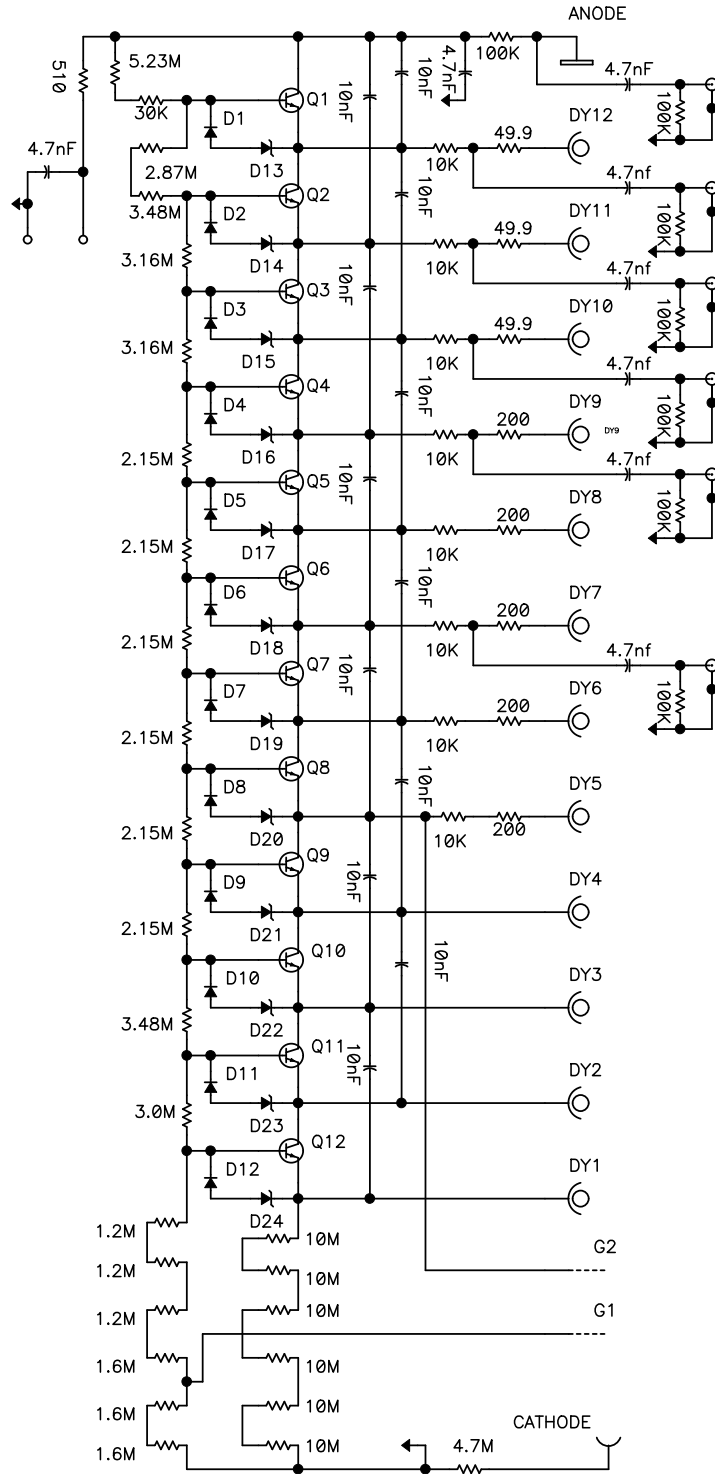 ANODE
510
5.23M
10nF
10nF
4.7nF
100K
4.7nF
Q1
30K
D1
100K
DY12
4.7nF
49.9
D13
10K
2.87M
4.7nf
Q2
3.48M
10nF
D2
100K
DY11
49.9
3.16M
D14
10nF
10K
4.7nf
Q3
D3
100K
DY10
49.9
3.16M
D15
10K
4.7nf
Q4
10nF
D4
100K
DY9
200
DY9
D16
10K
2.15M
10nF
4.7nf
Q5
D5
100K
DY8
200
2.15M
D17
10K
Q6
10nF
D6
DY7
200
2.15M
D18
10K
4.7nf
Q7
10nF
D7
100K
DY6
200
2.15M
D19
10K
Q8
10nF
D8
DY5
2.15M
D20
10K
200
Q9
10nF
D9
DY4
2.15M
D21
Q10
10nF
D10
DY3
3.48M
D22
Q11
10nF
D11
DY2
3.0M
D23
Q12
D12
DY1
D24
1.2M
10M
G2
1.2M
10M
1.2M
10M
G1
1.6M
10M
1.6M
10M
CATHODE
1.6M
10M
4.7M